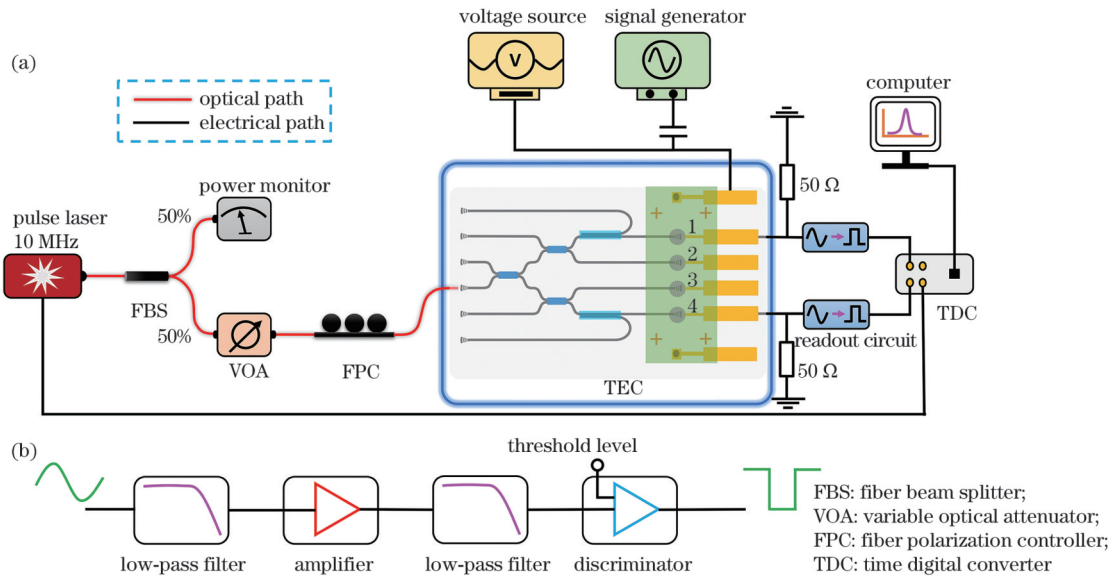 voltage source
signal generator
(a)
computer
optical path
electrical path
V
50 Ω
power monitor
50%
pulse laser
10 MHz
1
2
3
4
FBS
TDC
50%
readout circuit
VOA
FPC
TEC
50 Ω
(b)
threshold level
FBS: fiber beam splitter;
VOA: variable optical attenuator;
FPC: fiber polarization controller;
TDC: time digital converter
low-pass filter
amplifier
low-pass filter
discriminator